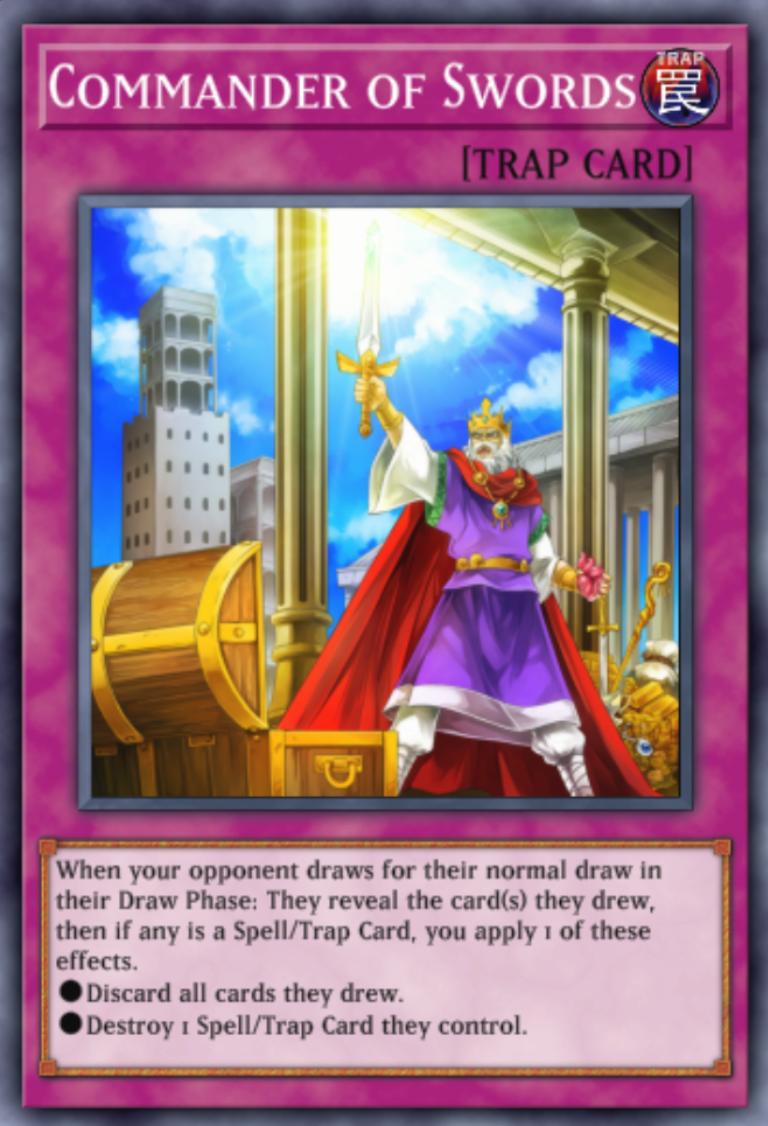 COMMANDER OF SWORDS
TRAP
罠
[TRAP CARD]
When your opponent draws for their normal draw in
their Draw Phase: They reveal the card(s) they drew,
then if any is a Spell/Trap Card, you apply 1 of these
effects.
●Discard all cards they drew.
●Destroy 1 Spell/Trap Card they control.